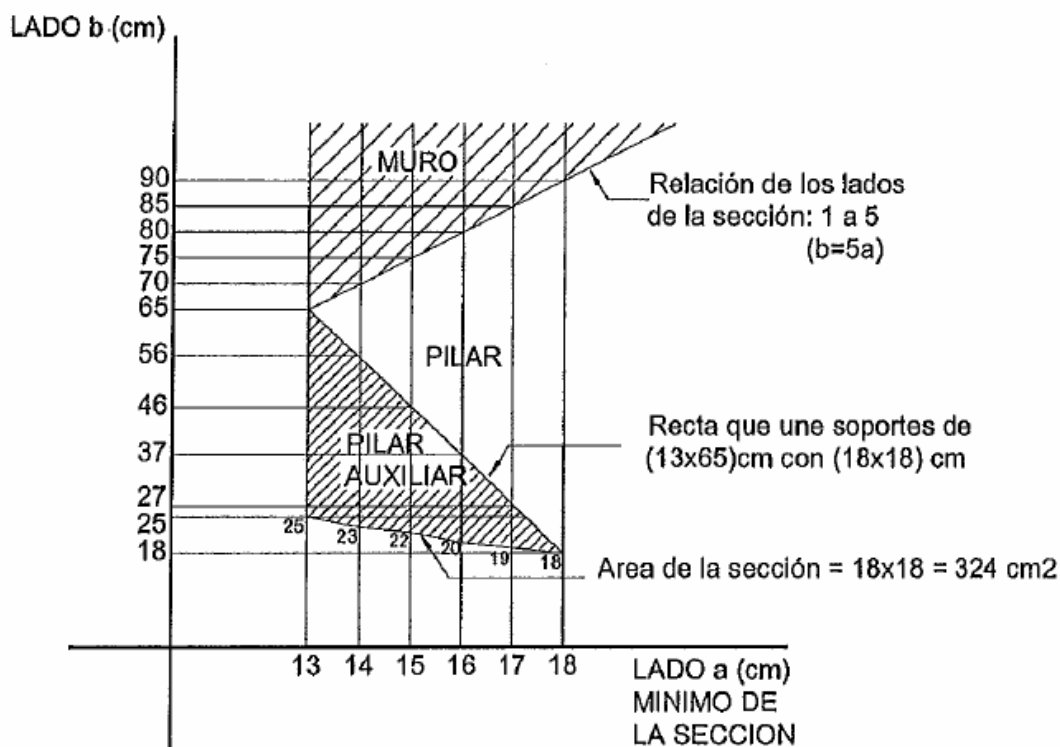 LADO b (cm)
MURO
90
85
80
75
70
65
56
46
37
27
25
18
Relación de los lados
de la sección: 1 a 5
(b=5a)
PILAR
PILAR
AUXILIAR
Recta que une soportes de
(13x65)cm con (18x18) cm
25
23
22
20
19
18
Area de la sección = 18x18 = 324 cm2
13 14 15 16 17 18
LADO a (cm)
MINIMO DE
LA SECCION